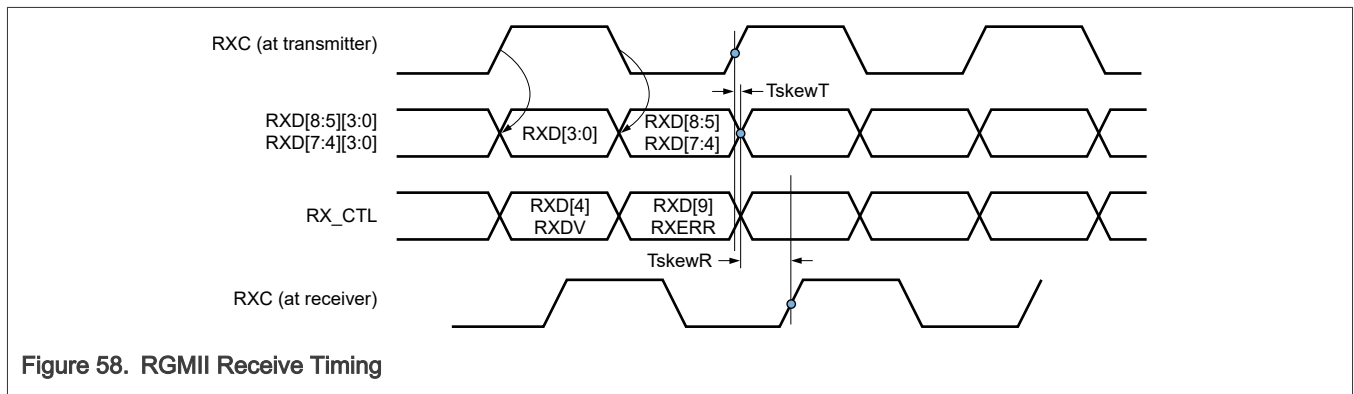 RXC (at transmitter)
TskewT
RXD[8:5][3:0]
RXD[7:4][3:0]
RXD[3:0]
RXD[8:5]
RXD[7:4]
RX_CTL
RXD[4]
RXDV
RXD[9]
RXERR
TskewR
RXC (at receiver)
Figure 58. RGMII Receive Timing